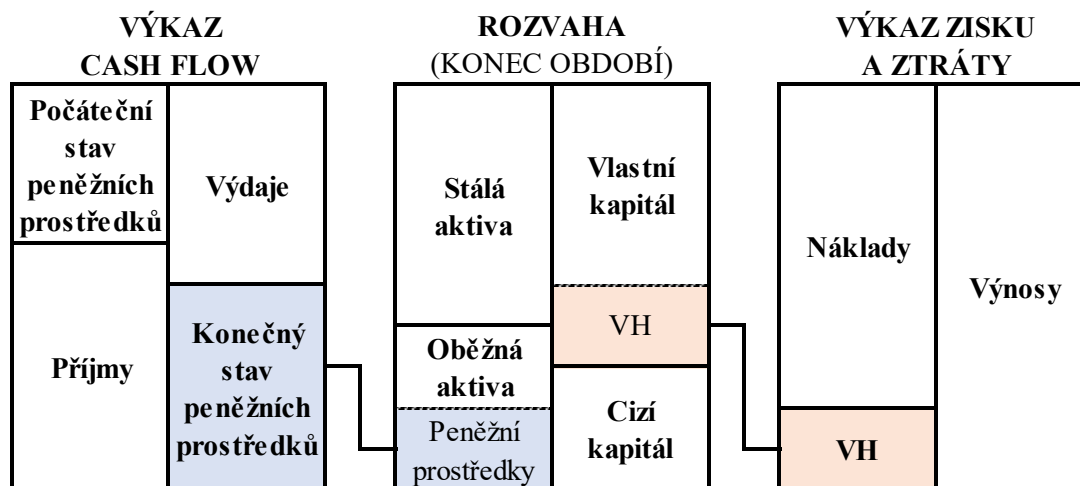 VÝKAZ
CASH FLOW
Počáteční
stav
peněžních
prostředků
Výdaje
Příjmy
Konečný
stav
peněžních
prostředků
ROZVAHA
(KONEC OBDOBÍ)
Stálá
aktiva
Vlastní
kapitál
VH
Oběžná
aktiva
Peněžní
prostředky
Cizí
kapitál
VÝKAZ ZISKU
A ZTRÁTY
Náklady
Výnosy
VH